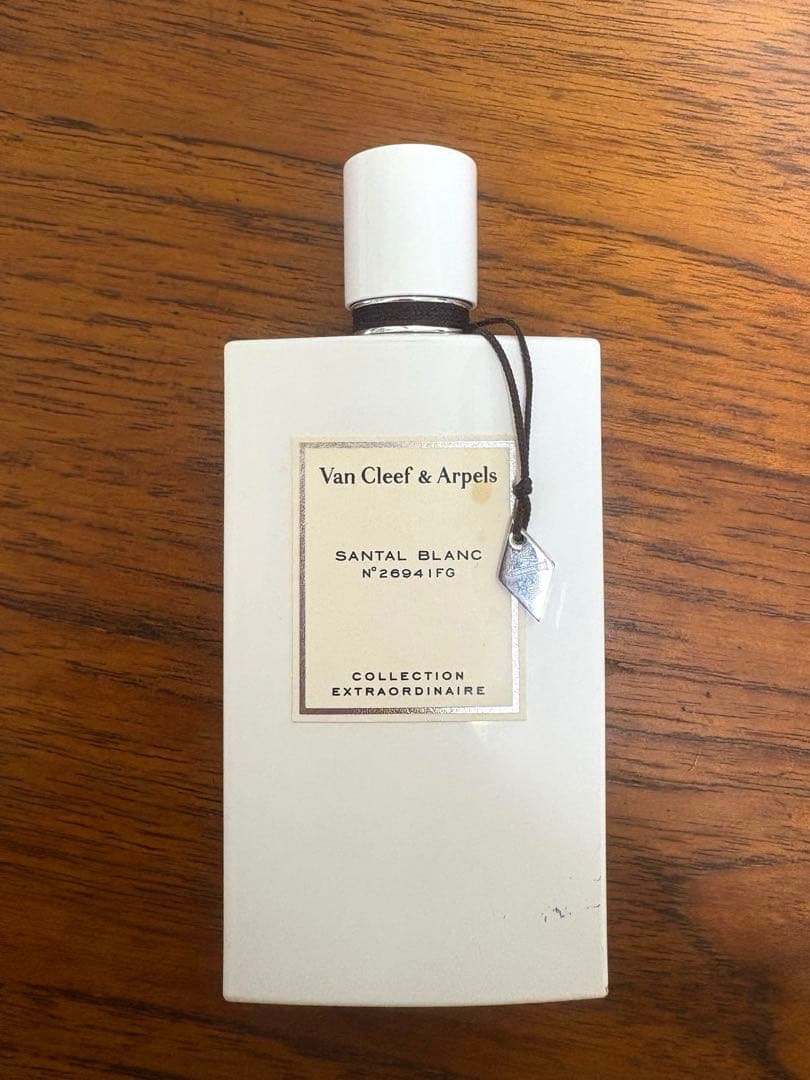 Van Cleef & Arpels
SANTAL BLANC
N°26941FG
COLLECTION
EXTRAORDINAIRE